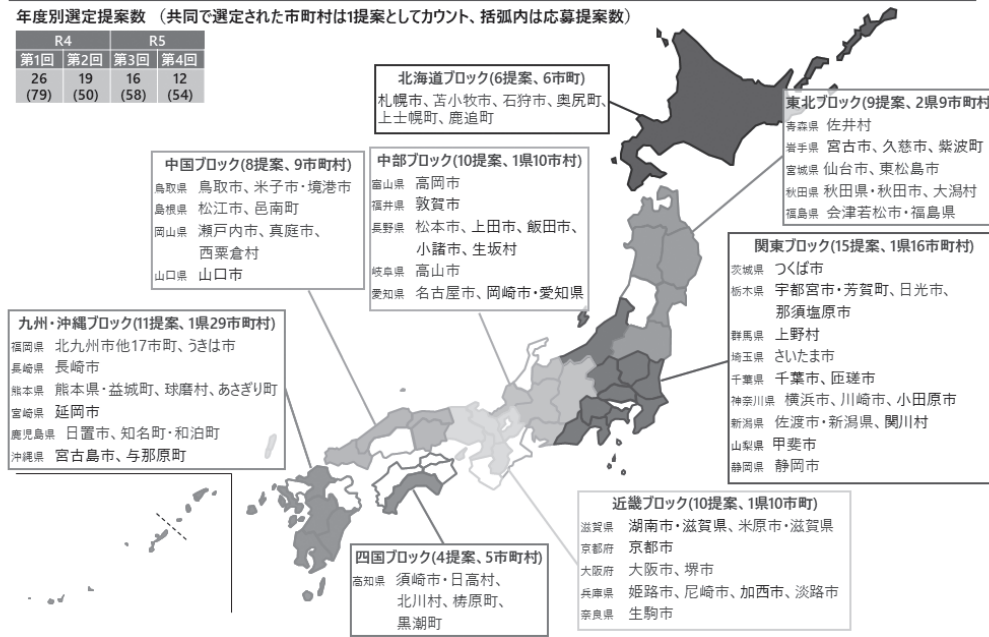 年度別選定提案数 (共同で選定された市町村は1提案としてカウント、括弧内は応募提案数)
R4 R5
第1回 第2回 第3回 第4回
26 19 16 12
(79) (50) (58) (54)
北海道ブロック(6提案、6市町)
札幌市、苫小牧市、石狩市、奥尻町、
上士幌町、鹿追町
東北ブロック(9提案、2県9市町村)
青森県 佐井村
岩手県 宮古市、久慈市、紫波町
宮城県 仙台市、東松島市
秋田県 秋田県・秋田市、大潟村
福島県 会津若松市・福島県
中国ブロック(8提案、9市町村)
鳥取県 鳥取市、米子市・境港市
島根県 松江市、邑南町
岡山県 瀬戸内市、真庭市、
西粟倉村
山口県 山口市
中部ブロック(10提案、1県10市村)
富山県 高岡市
福井県 敦賀市
長野県 松本市、上田市、飯田市、
小諸市、生坂村
岐阜県 高山市
愛知県 名古屋市、岡崎市・愛知県
関東ブロック(15提案、1県16市町村)
茨城県 つくば市
栃木県 宇都宮市・芳賀町、日光市、
那須塩原市
群馬県 上野村
埼玉県 さいたま市
千葉県 千葉市、匝瑳市
神奈川県 横浜市、川崎市、小田原市
新潟県 佐渡市・新潟県、関川村
山梨県 甲斐市
静岡県 静岡市
九州・沖縄ブロック(11提案、1県29市町村)
福岡県 北九州市他17市町、うきは市
長崎県 長崎市
熊本県 熊本県・益城町、球磨村、あさぎり町
宮崎県 延岡市
鹿児島県 日置市、知名町・和泊町
沖縄県 宮古島市、与那原町
四国ブロック(4提案、5市町村)
高知県 須崎市・日高村、
北川村、梼原町、
黒潮町
近畿ブロック(10提案、1県10市町)
滋賀県 湖南市・滋賀県、米原市・滋賀県
京都府 京都市
大阪府 大阪市、堺市
兵庫県 姫路市、尼崎市、加西市、淡路市
奈良県 生駒市